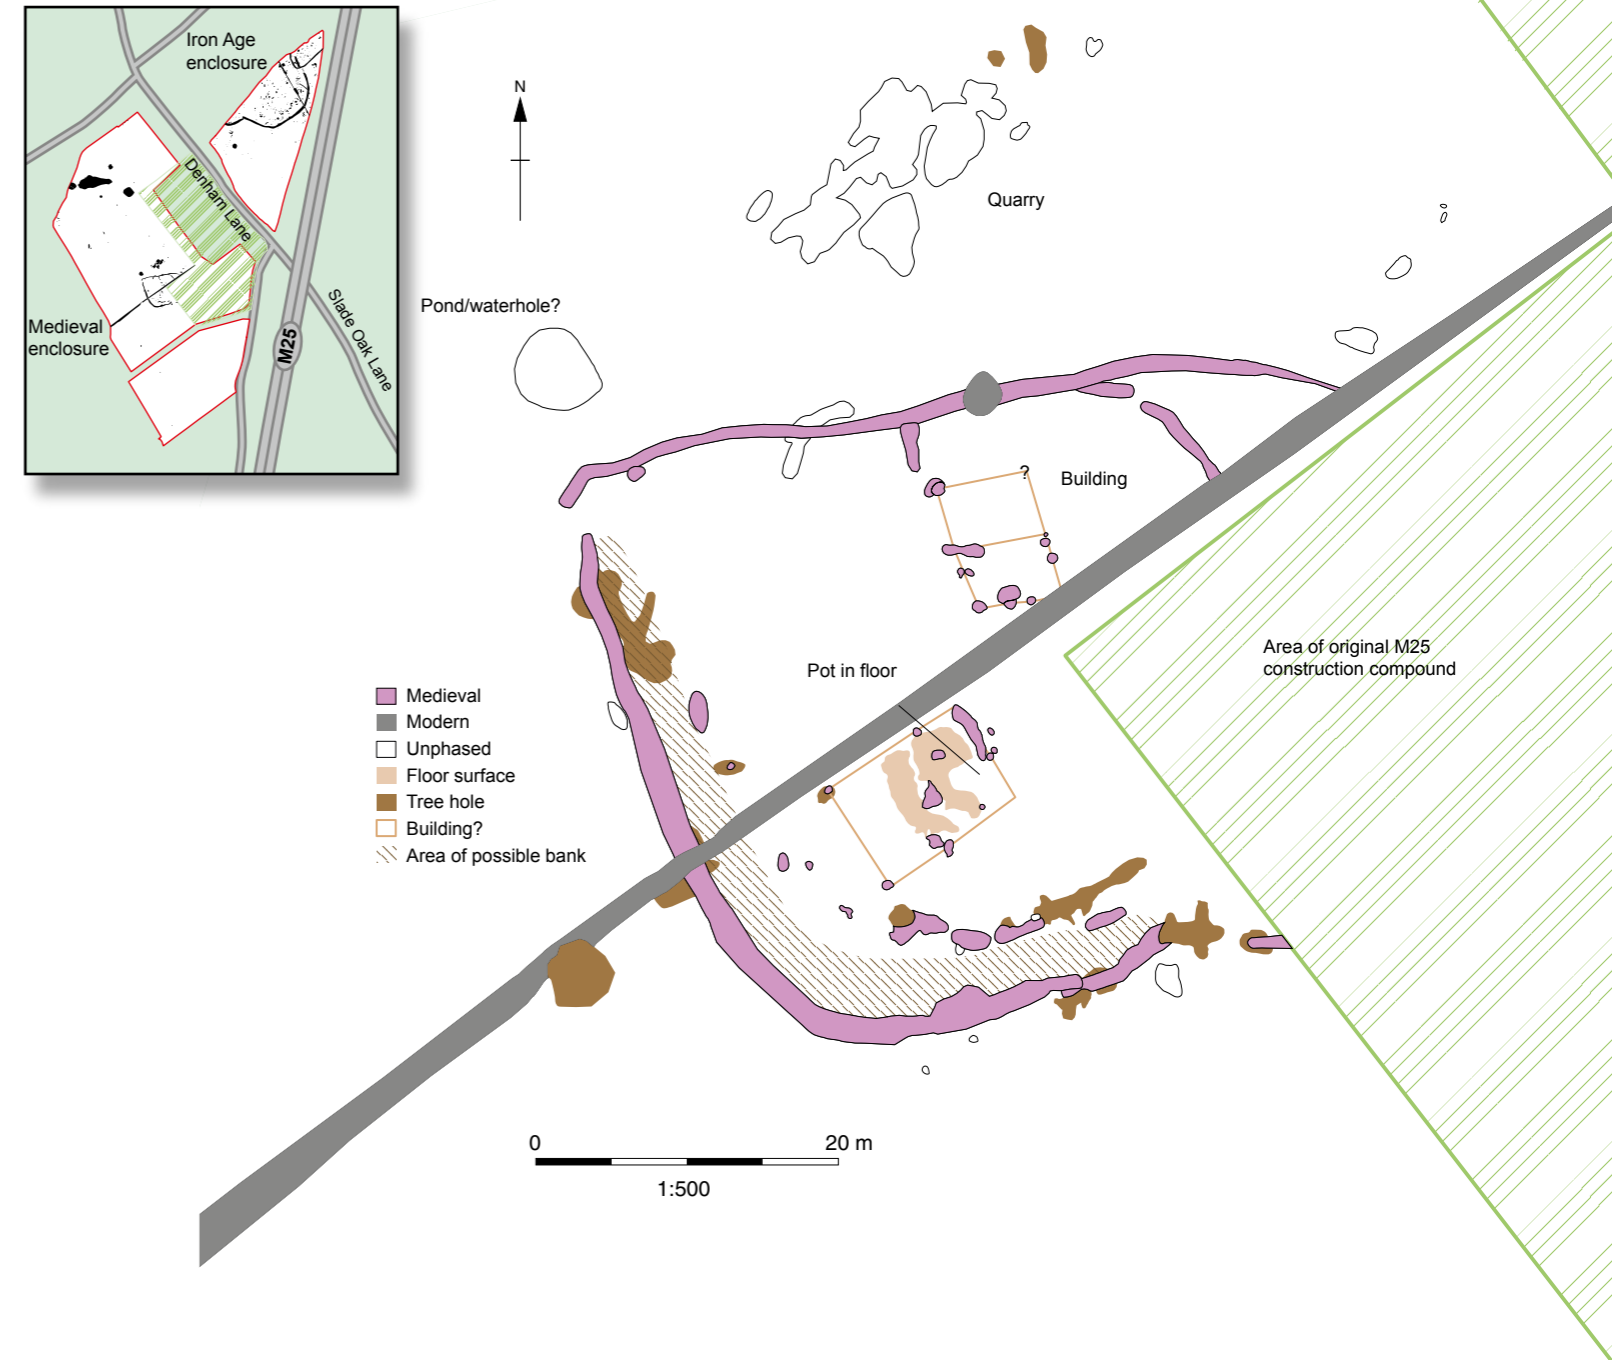 Iron Age
enclosure
Denham Lane
Slade Oak Lane
M25
Medieval
enclosure
N
Quarry
Pond/waterhole?
?
Building
Pot in floor
Area of original M25
construction compound
Medieval
Modern
Unphased
Floor surface
Tree hole
Building?
Area of possible bank
0 20 m
1:500